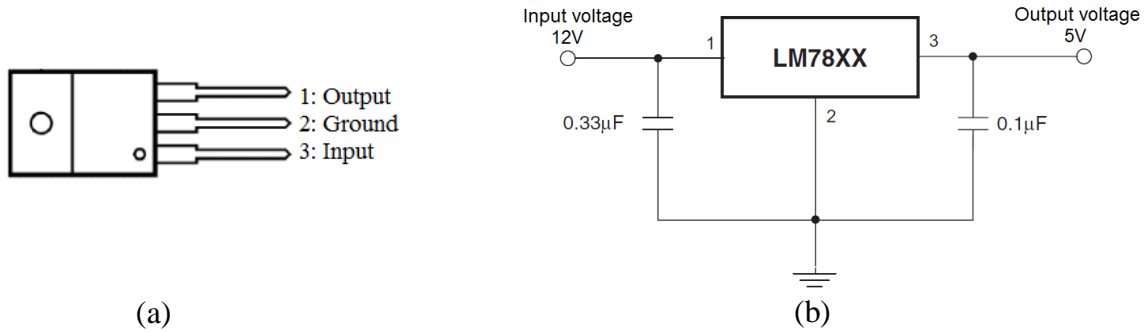 1: Output
2: Ground
3: Input
(a)
Input voltage
12V
Output voltage
5V
1
LM78XX
3
2
0.33µF
0.1µF
(b)